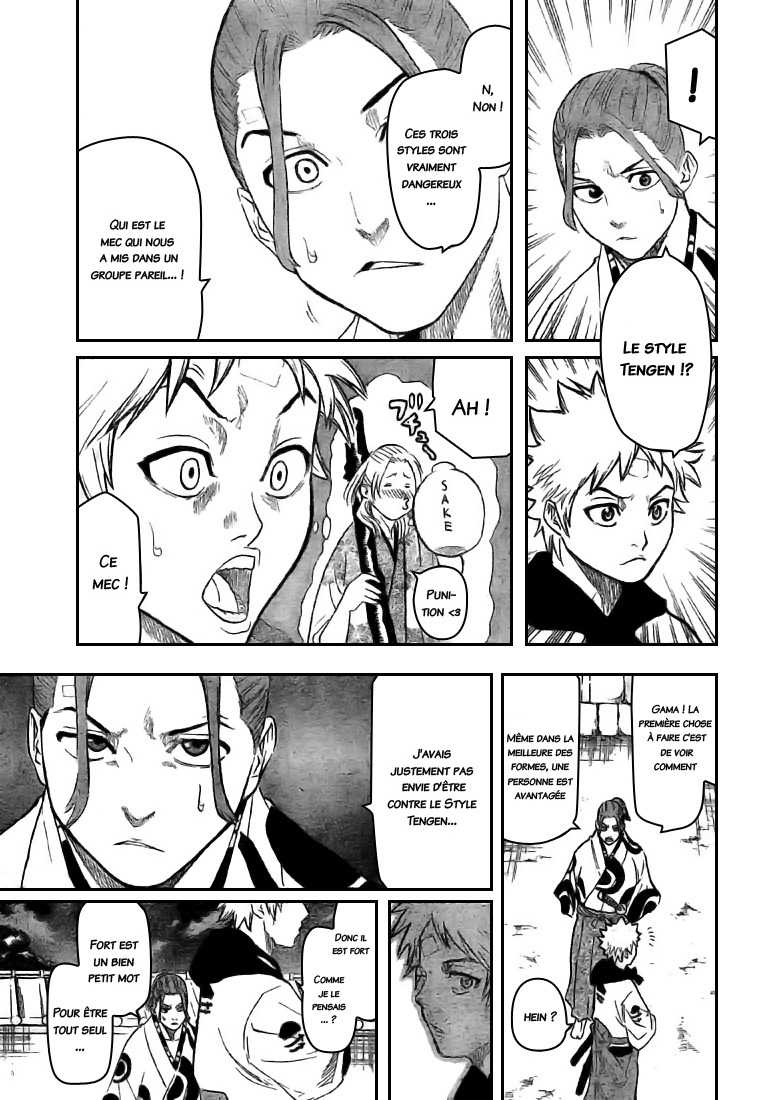 !
N,
NON !
CES TROIS
STYLES SONT
VRAIMENT
DANGEREUX
...
QUI EST LE
MEC QUI NOUS
A MIS DANS UN
GROUPE PAREIL... !
LE STYLE
TENGEN !?
AH !
SAKE
PUNI-
TION <3
CE
MEC !
GAMA ! LA
PREMIÈRE CHOSE
À FAIRE C'EST
DE VOIR
COMMENT
MÊME DANS LA
MEILLEURE DES
FORMES, UNE
PERSONNE EST
AVANTAGÉE
HEIN ?
J'AVAIS
JUSTEMENT PAS
ENVIE D'ÊTRE
CONTRE LE STYLE
TENGEN...
DONC IL
EST FORT
COMME
JE LE
PENSAIS
... ?
FORT EST
UN BIEN
PETIT MOT
POUR ÊTRE
TOUT SEUL
...